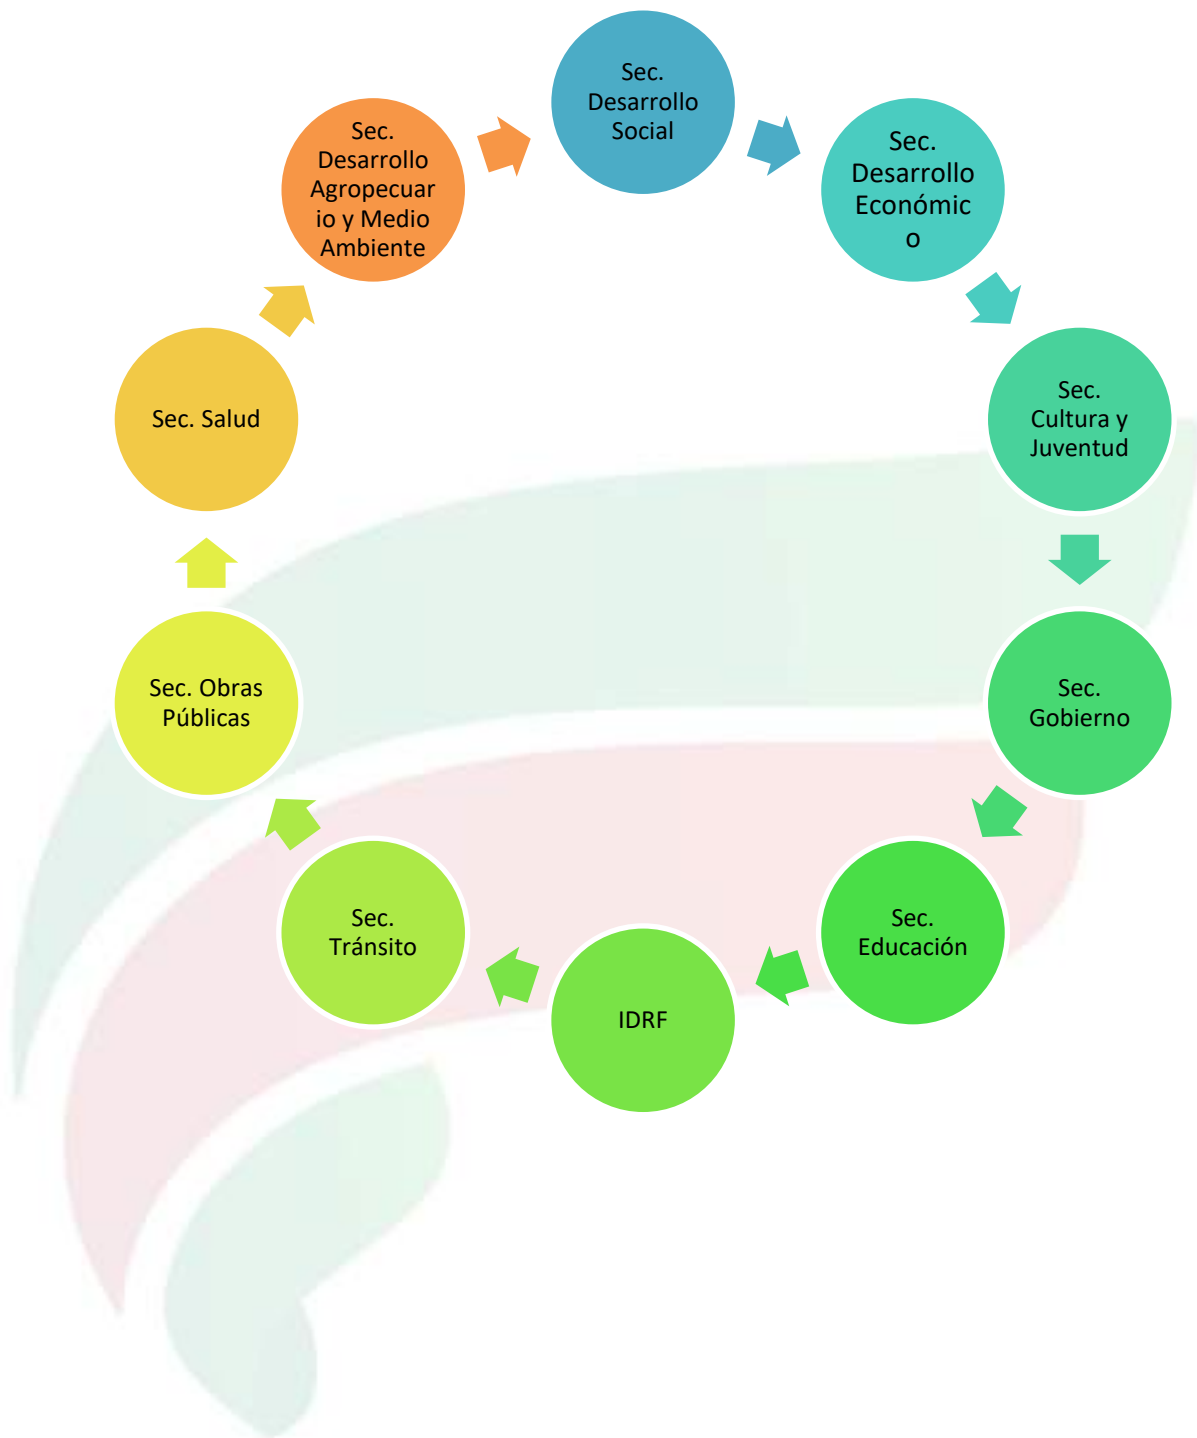 Sec.
Desarrollo
Social
Sec.
Desarrollo
Económic
o
Sec.
Cultura y
Juventud
Sec.
Gobierno
Sec.
Educación
IDRF
Sec.
Tránsito
Sec. Obras
Públicas
Sec. Salud
Sec.
Desarrollo
Agropecuar
io y Medio
Ambiente